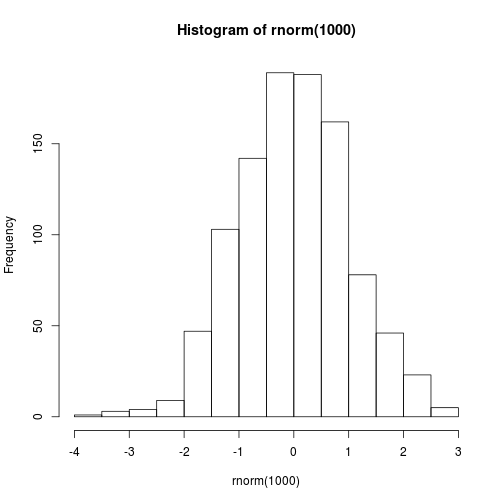 Histogram of rnorm(1000)
Frequency
150
100
50
0
-4 -3 -2 -1 0 1 2 3
rnorm(1000)